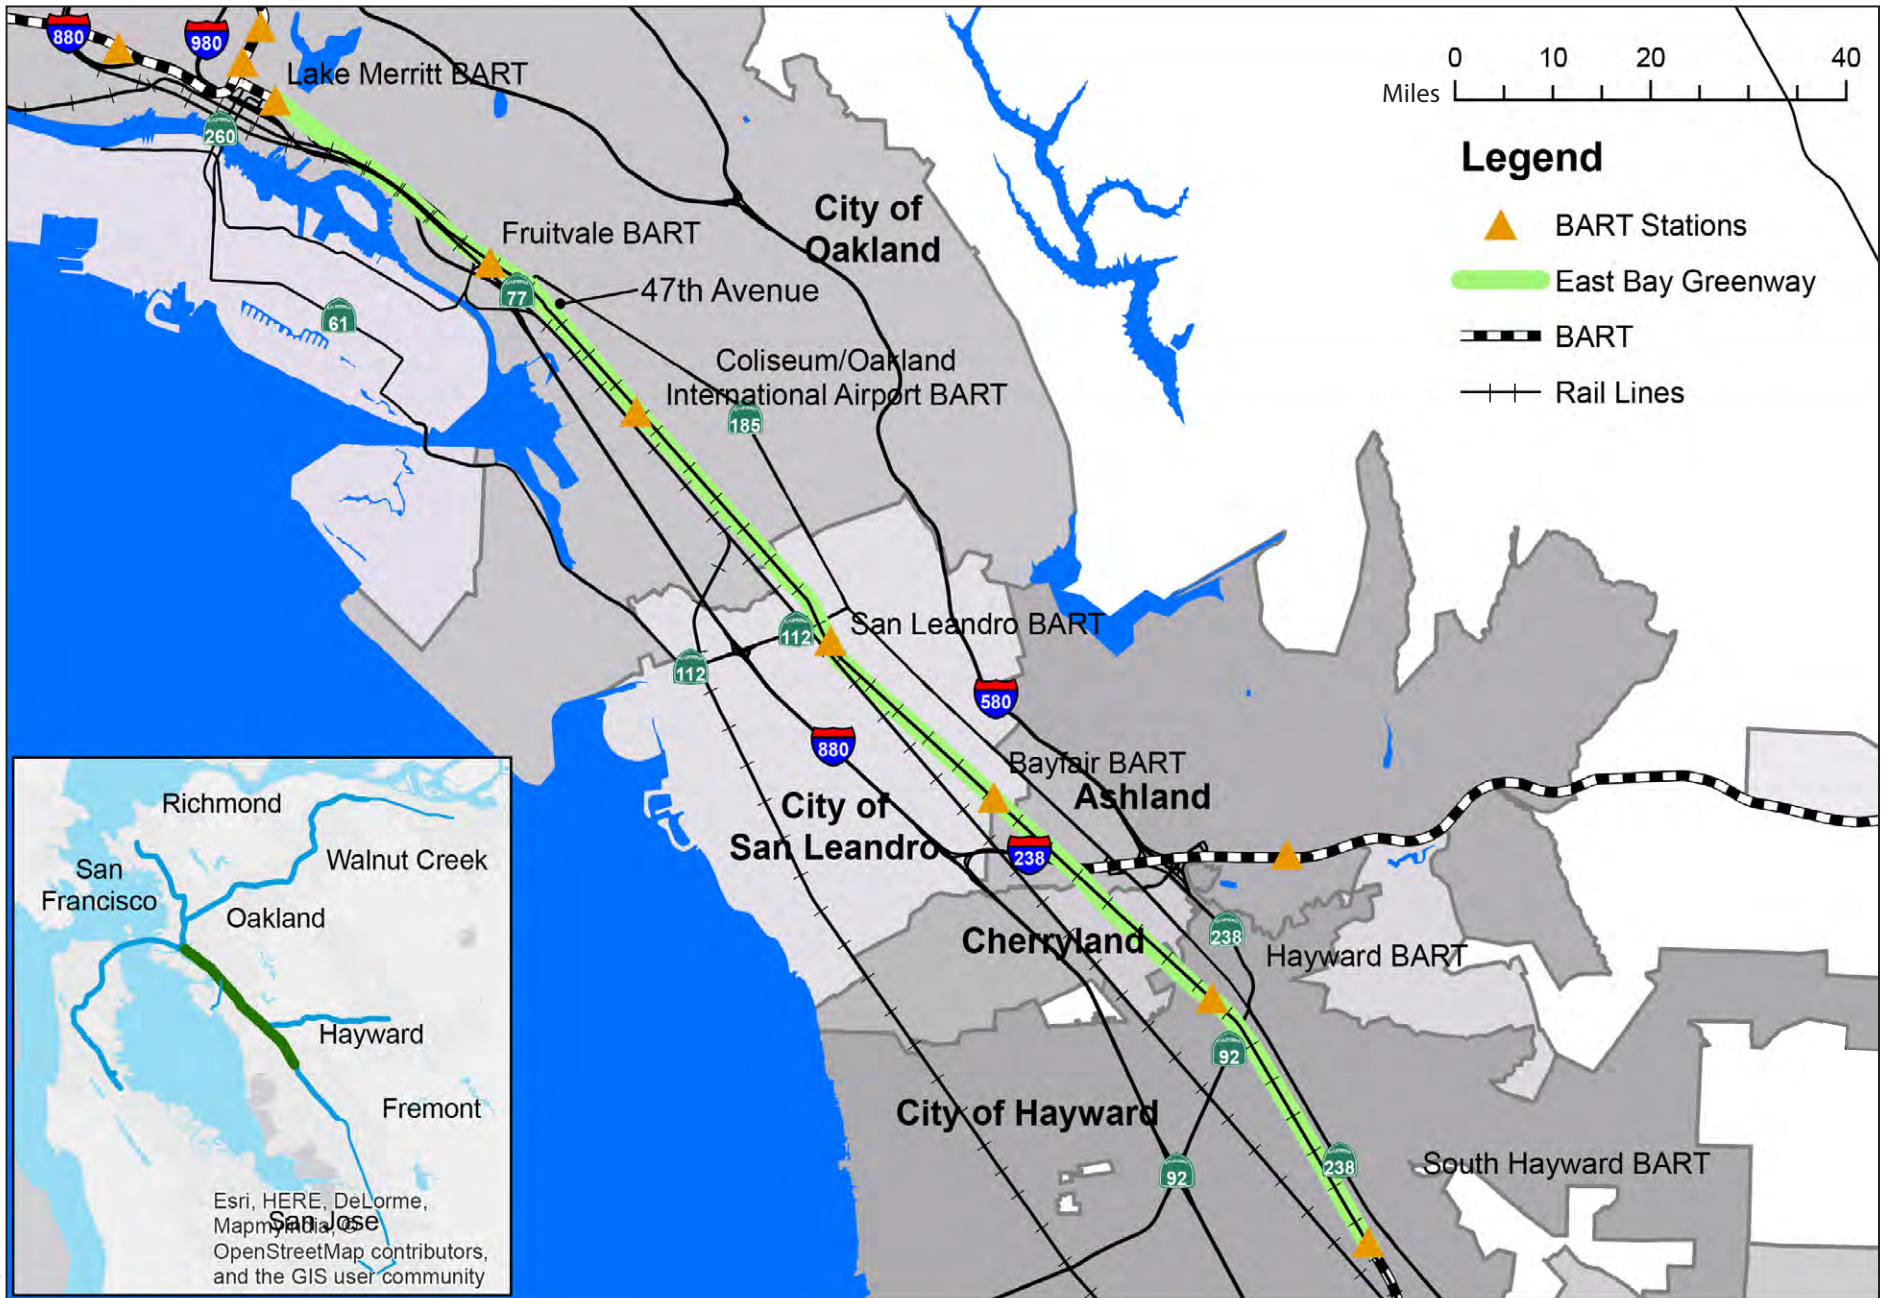 880
980
Lake Merritt BART
260
0 10 20 40
Miles
Legend
BART Stations
East Bay Greenway
BART
Rail Lines
City of
Oakland
Fruitvale BART
77
47th Avenue
61
Coliseum/Oakland
International Airport BART
185
San Leandro BART
112
112
580
880
Bayfair BART
Ashland
City of
San Leandro
238
238
Cherryland
Hayward BART
92
City of Hayward
92
238
South Hayward BART
Richmond
Walnut Creek
San
Francisco
Oakland
Hayward
Fremont
San Jose
Esri, HERE, DeLorme,
MapmyIndia, ©
OpenStreetMap contributors,
and the GIS user community